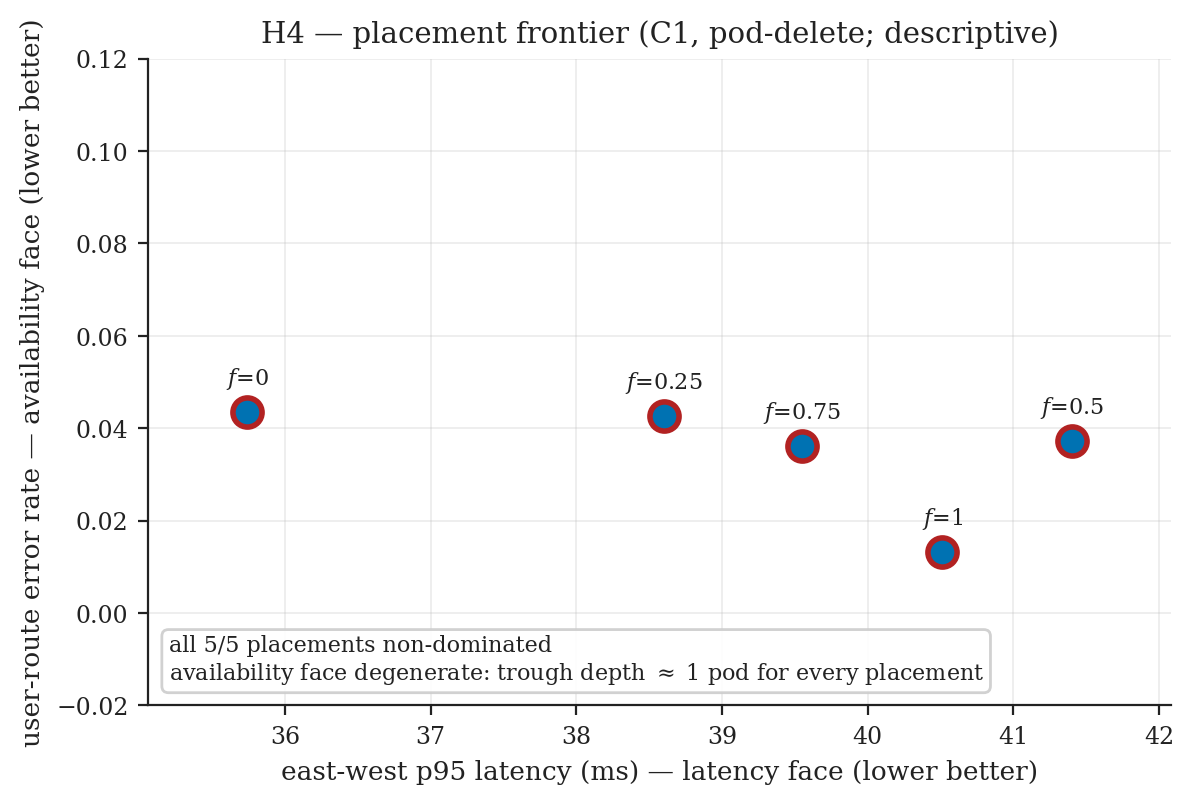 H4 — placement frontier (C1, pod-delete; descriptive)
user-route error rate — availability face (lower better)
0.12
0.10
0.08
0.06
0.04
0.02
0.00
−0.02
f=0
f=0.25
f=0.75
f=0.5
f=1
all 5/5 placements non-dominated
availability face degenerate: trough depth ≈ 1 pod for every placement
36 37 38 39 40 41 42
east-west p95 latency (ms) — latency face (lower better)